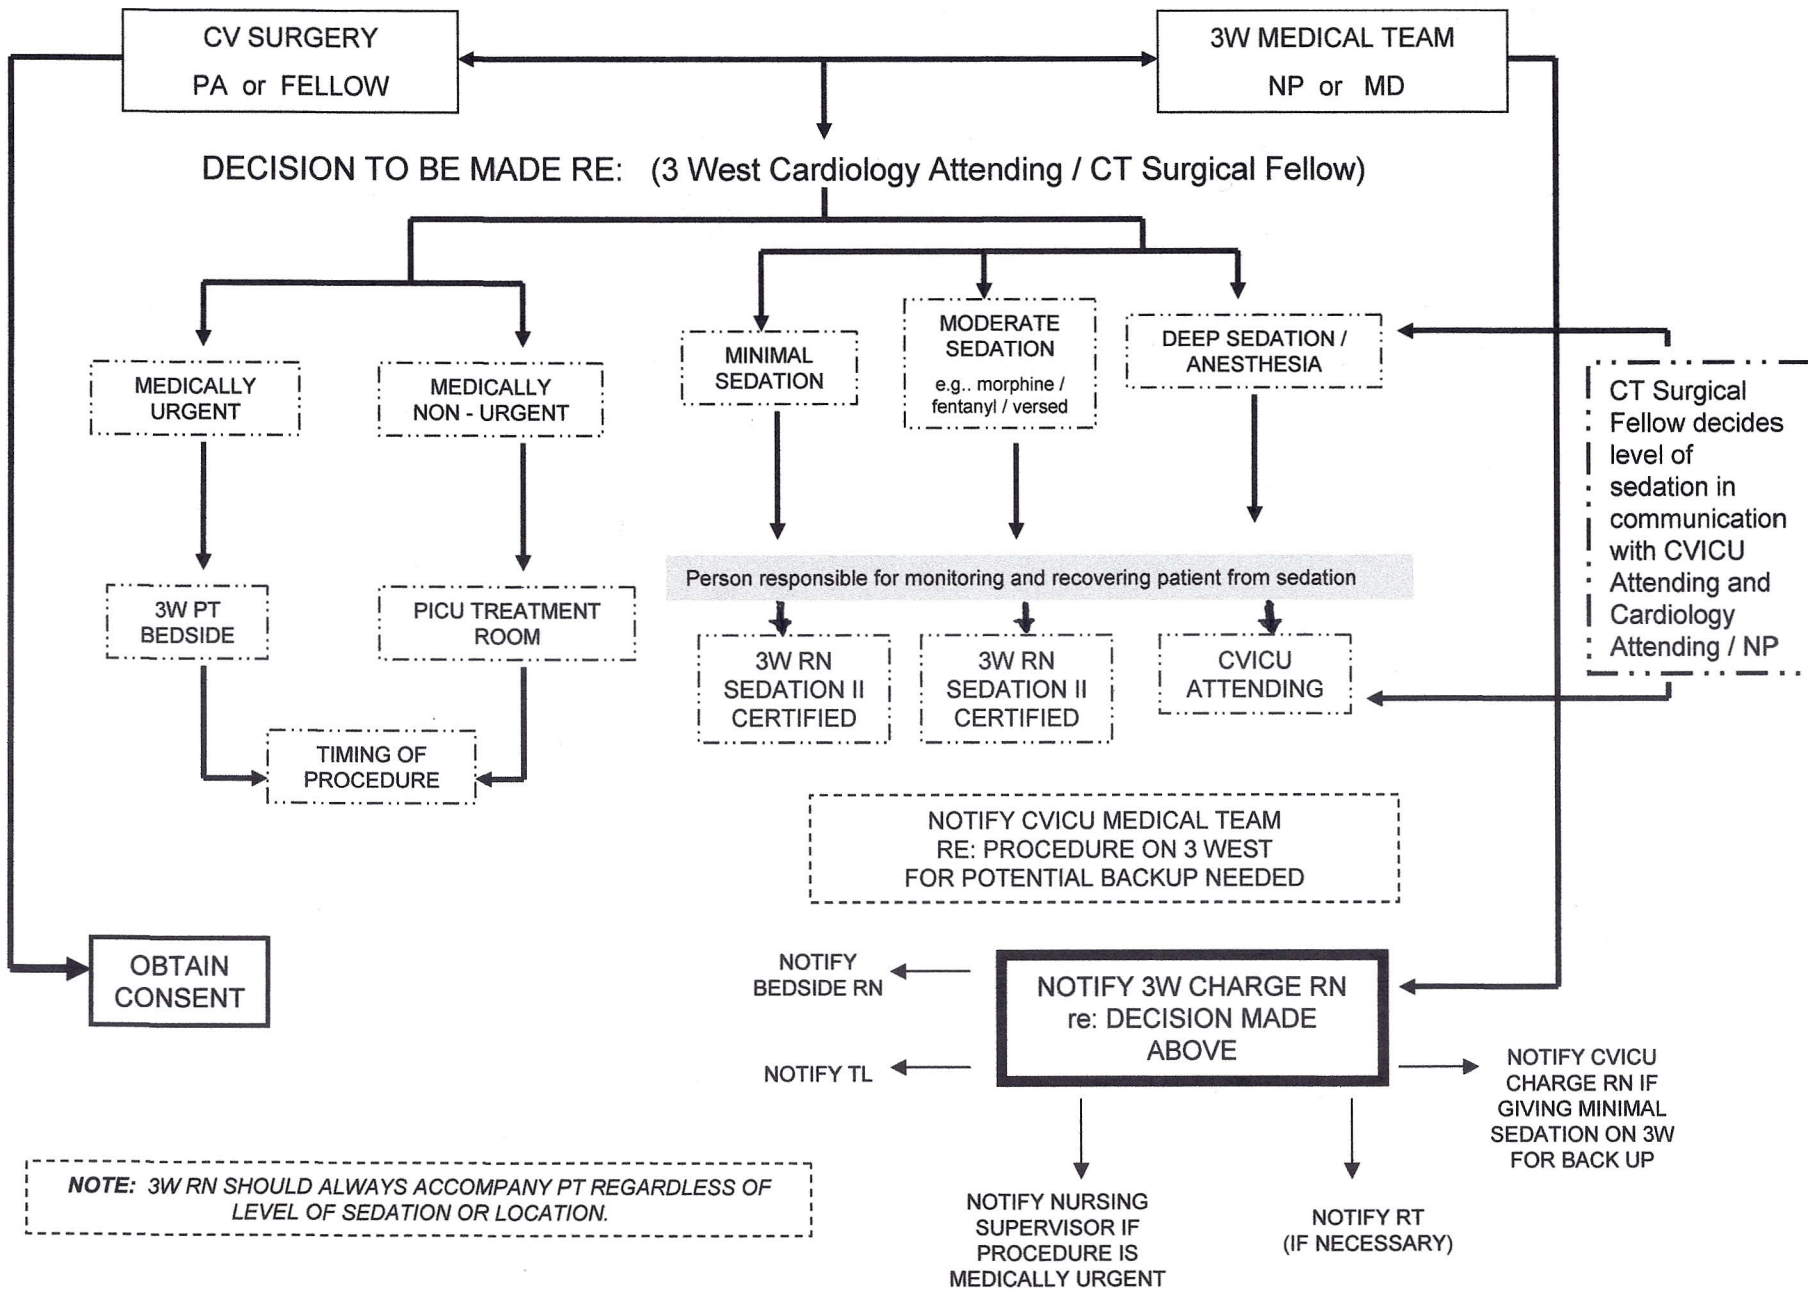 CV SURGERY
PA or FELLOW
3W MEDICAL TEAM
NP or MD
DECISION TO BE MADE RE: (3 West Cardiology Attending / CT Surgical Fellow)
MEDICALLY
URGENT
MEDICALLY
NON - URGENT
MINIMAL
SEDATION
MODERATE
SEDATION
e.g.. morphine /
fentanyl / versed
DEEP SEDATION /
ANESTHESIA
CT Surgical
Fellow decides
level of
sedation in
communication
with CVICU
Attending and
Cardiology
Attending / NP
Person responsible for monitoring and recovering patient from sedation
3W PT
BEDSIDE
PICU TREATMENT
ROOM
3W RN
SEDATION II
CERTIFIED
3W RN
SEDATION II
CERTIFIED
CVICU
ATTENDING
TIMING OF
PROCEDURE
NOTIFY CVICU MEDICAL TEAM
RE: PROCEDURE ON 3 WEST
FOR POTENTIAL BACKUP NEEDED
OBTAIN
CONSENT
NOTIFY
BEDSIDE RN
NOTIFY 3W CHARGE RN
re: DECISION MADE
ABOVE
NOTIFY TL
NOTIFY CVICU
CHARGE RN IF
GIVING MINIMAL
SEDATION ON 3W
FOR BACK UP
NOTE: 3W RN SHOULD ALWAYS ACCOMPANY PT REGARDLESS OF
LEVEL OF SEDATION OR LOCATION.
NOTIFY NURSING
SUPERVISOR IF
PROCEDURE IS
MEDICALLY URGENT
NOTIFY RT
(IF NECESSARY)